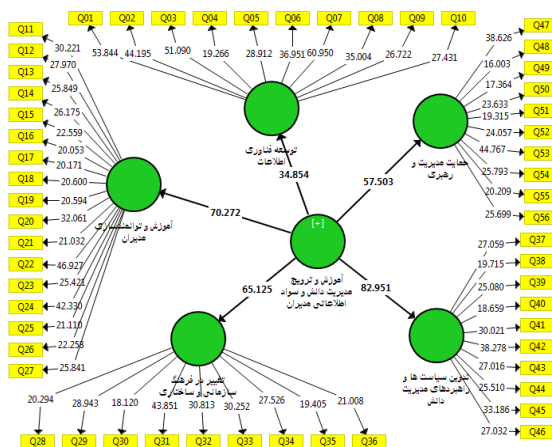 Q01 Q02 Q03 Q04 Q05 Q06 Q07 Q08 Q09 Q10
53.844 44.195 51.090 19.266 28.912 36.951 60.950 35.004 26.722 27.431
توسعه فناوری
اطلاعات
34.854
Q11
Q12
Q13
Q14
Q15
Q16
Q17
Q18
Q19
Q20
Q21
Q22
Q23
Q24
Q25
Q26
Q27
30.221
27.970
25.849
26.175
22.559
20.053
20.171
20.600
20.594
32.061
21.032
46.927
25.421
42.330
21.110
22.258
25.841
آموزش و توانمندسازی
مدیران
70.272
Q47
Q48
Q49
Q50
Q51
Q52
Q53
Q54
Q55
Q56
38.626
16.003
17.364
23.633
19.315
24.057
44.767
25.793
20.209
25.699
حمایت مدیریت و
رهبری
57.503
[+]
آموزش و ترویج
مدیریت دانش و سواد
اطلاعاتی مدیران
65.125
82.951
Q37
Q38
Q39
Q40
Q41
Q42
Q43
Q44
Q45
Q46
27.059
19.715
25.080
18.659
30.021
38.278
27.016
25.510
33.186
27.032
تدوین سیاست ها و
راهبردهای مدیریت
دانش
تغییر در فرهنگ
سازمانی و ساختاری
20.294 28.943 18.120 43.851 30.813 30.252 27.526 19.405 21.008
Q28 Q29 Q30 Q31 Q32 Q33 Q34 Q35 Q36